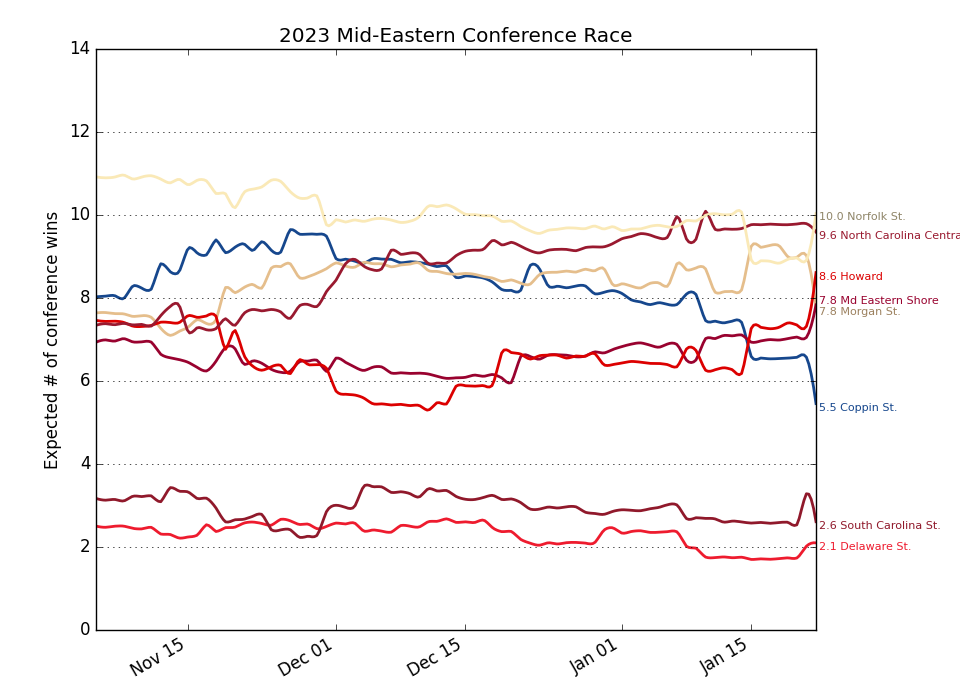 2023 Mid-Eastern Conference Race
Expected # of conference wins
14
12
10
8
6
4
2
0
10.0 Norfolk St.
9.6 North Carolina Centra
8.6 Howard
7.8 Md Eastern Shore
7.8 Morgan St.
5.5 Coppin St.
2.6 South Carolina St.
2.1 Delaware St.
Nov 15
Dec 01
Dec 15
Jan 01
Jan 15